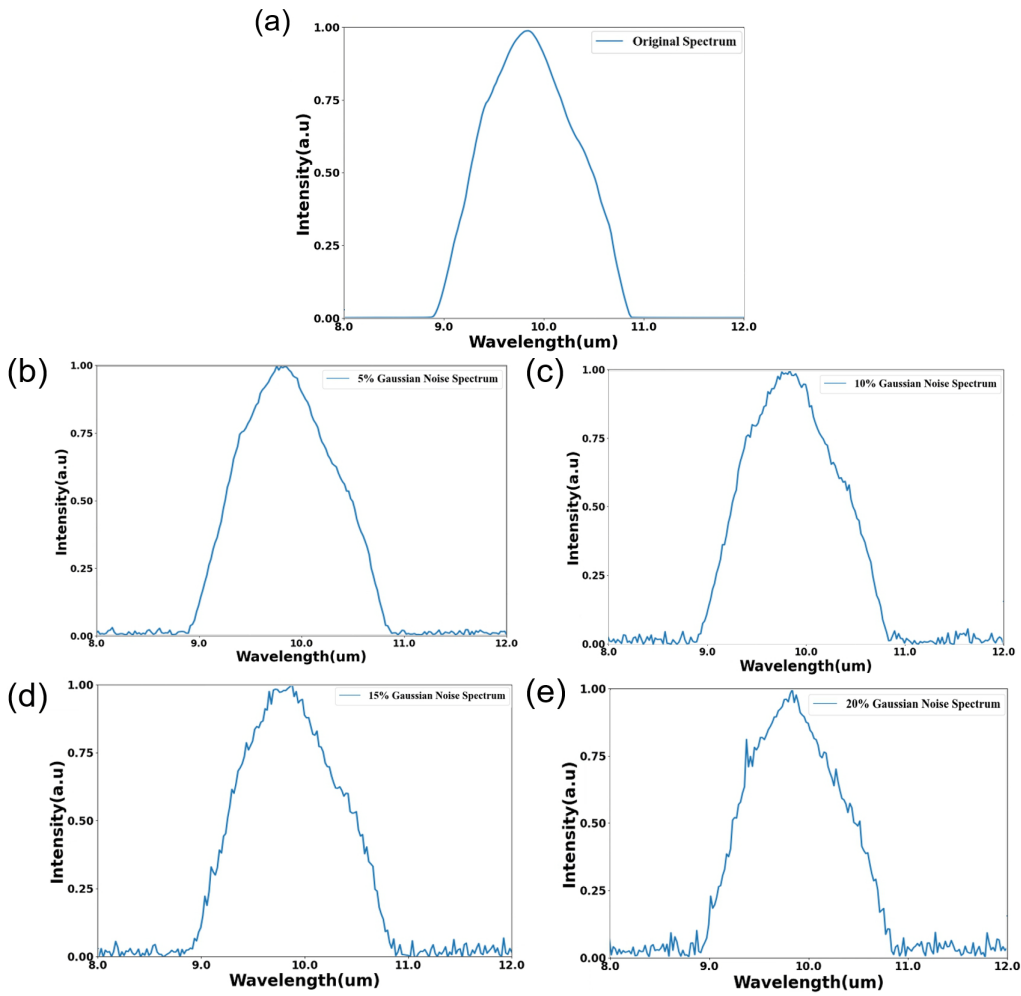 (a)
Original Spectrum
Intensity(a.u)
1.00
0.75
0.50
0.25
0.00
8.0 9.0 10.0 11.0 12.0
Wavelength(um)
(b)
5% Gaussian Noise Spectrum
Intensity(a.u)
1.00
0.75
0.50
0.25
0.00
8.0 9.0 10.0 11.0 12.0
Wavelength(um)
(c)
10% Gaussian Noise Spectrum
Intensity(a.u)
1.00
0.75
0.50
0.25
0.00
8.0 9.0 10.0 11.0 12.0
Wavelength(um)
(d)
15% Gaussian Noise Spectrum
Intensity(a.u)
1.00
0.75
0.50
0.25
0.00
8.0 9.0 10.0 11.0 12.0
Wavelength(um)
(e)
20% Gaussian Noise Spectrum
Intensity(a.u)
1.00
0.75
0.50
0.25
0.00
8.0 9.0 10.0 11.0 12.0
Wavelength(um)